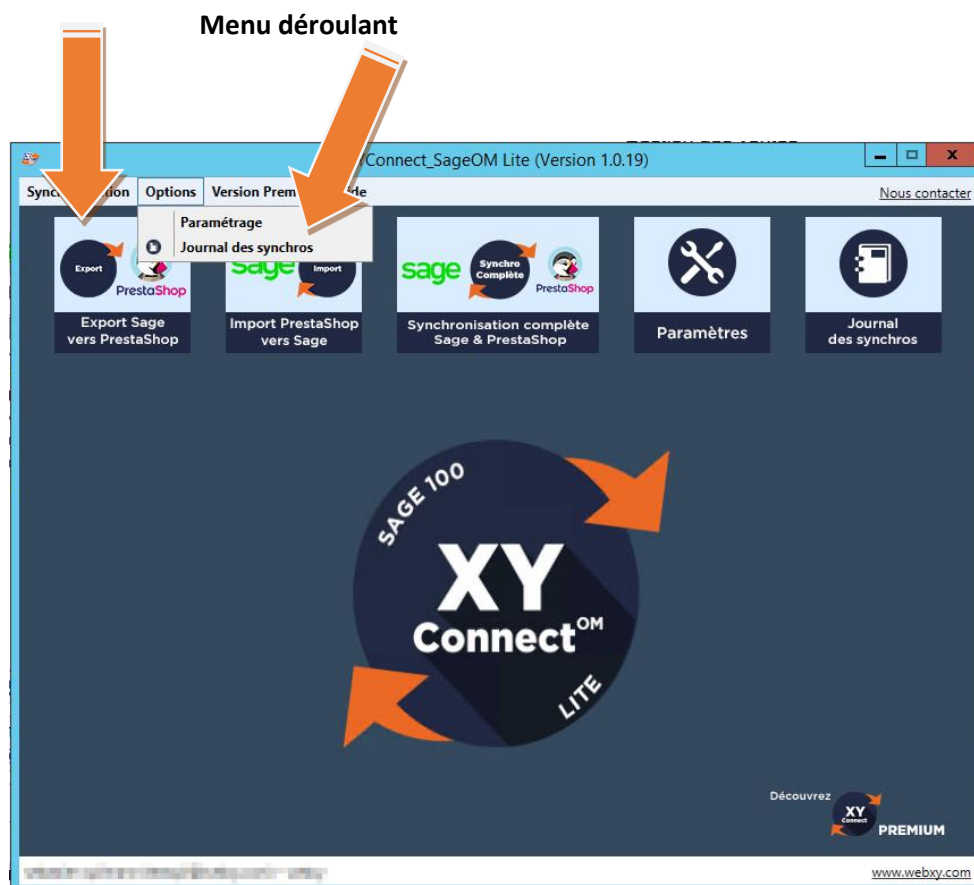 Menu déroulant
Connect_SageOM Lite (Version 1.0.19)
Options Version Nous contacter
Paramétrage
Journal des synchros
Export
PrestaShop
sage
Import
sage
Synchro
Complète
PrestaShop
Export Sage
vers PrestaShop
Import PrestaShop
vers Sage
Synchronisation complète
Sage & PrestaShop
Paramètres
Journal
des synchros
SAGE 100
XY
Connect OM
LITE
Découvrez
XY
Connect
PREMIUM
www.webxy.com